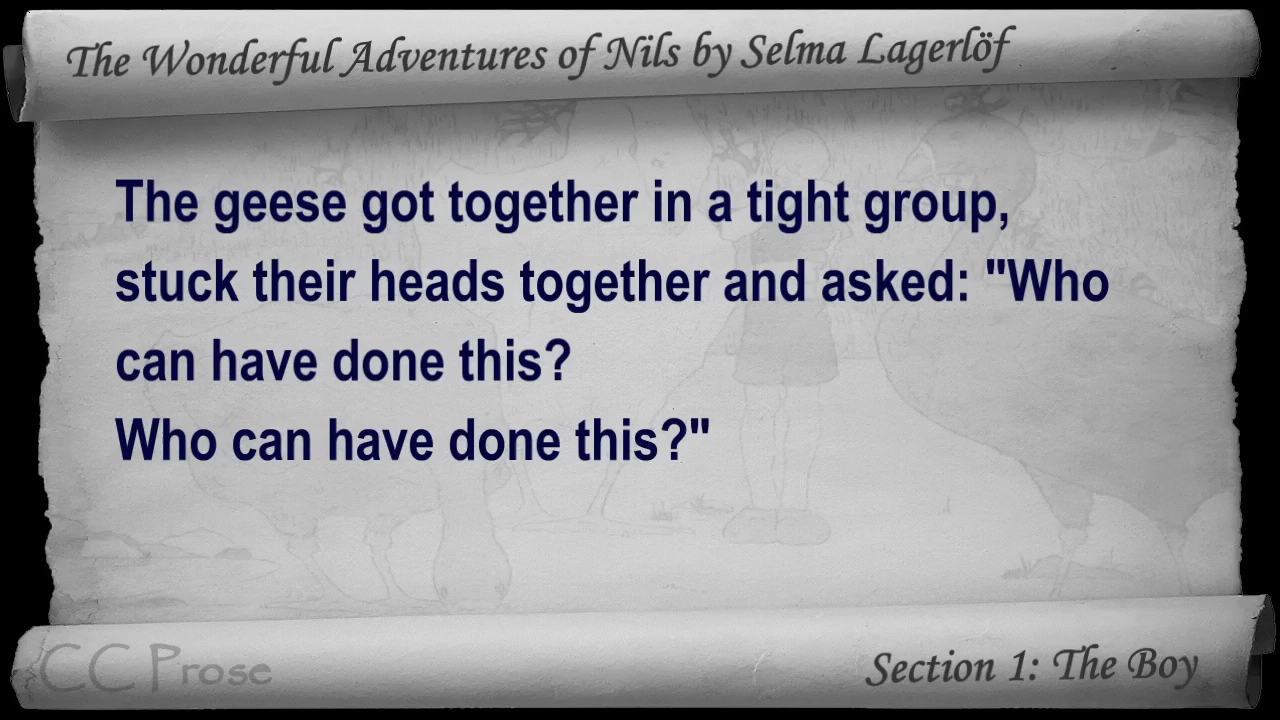 The Wonderful Adventures of Nils by Selma Lagerlöf
The geese got together in a tight group,
stuck their heads together and asked: "Who
can have done this?
Who can have done this?"
CC Prose
Section 1: The Boy